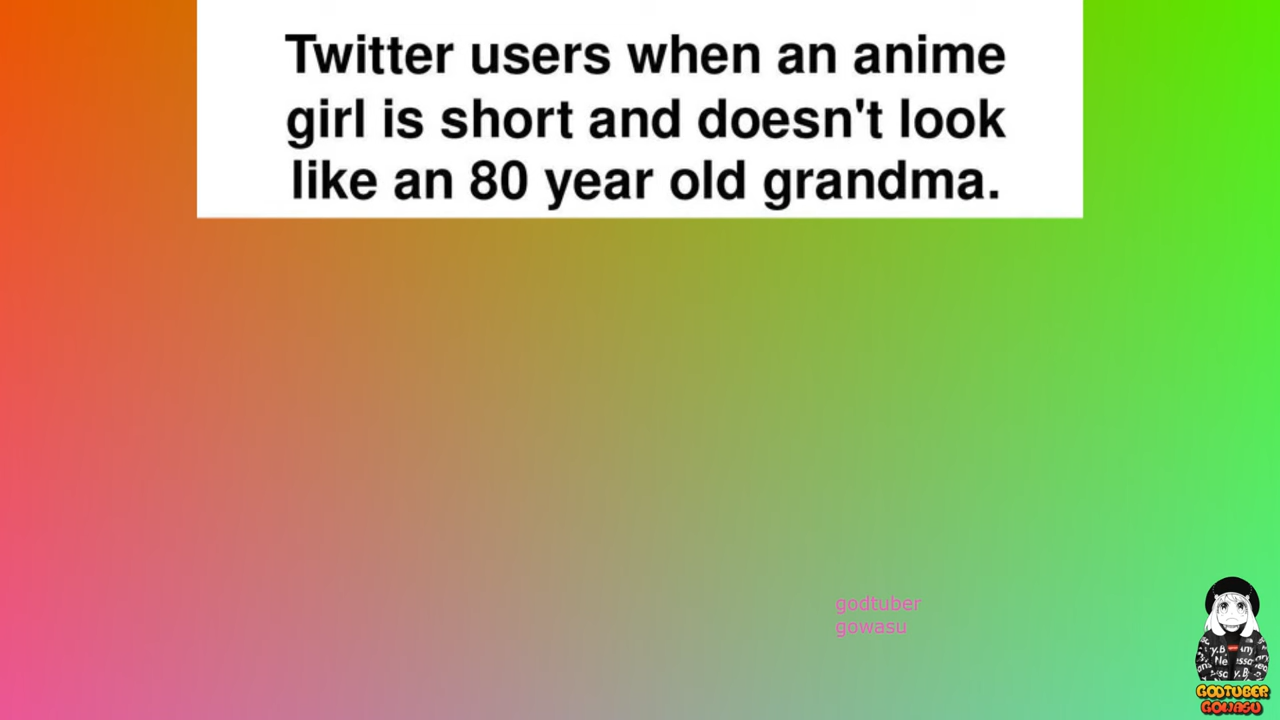 Twitter users when an anime
girl is short and doesn't look
like an 80 year old grandma.
godtuber
gowasu
GODTUBER
GOWASU